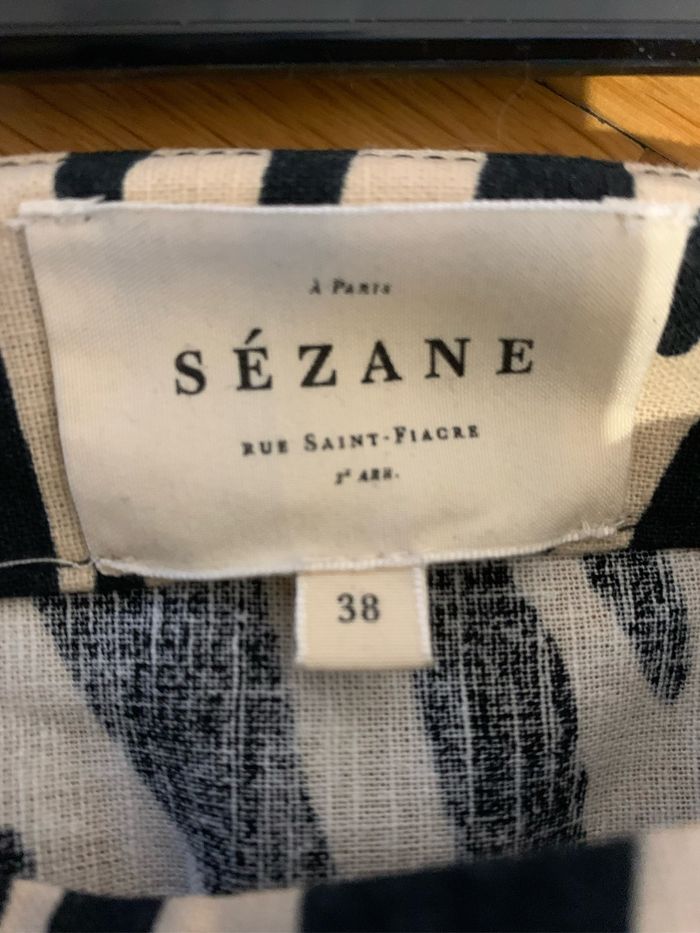 À Paris
SÉZANE
RUE SAINT-FIACRE
2ᵉ ARR.
38